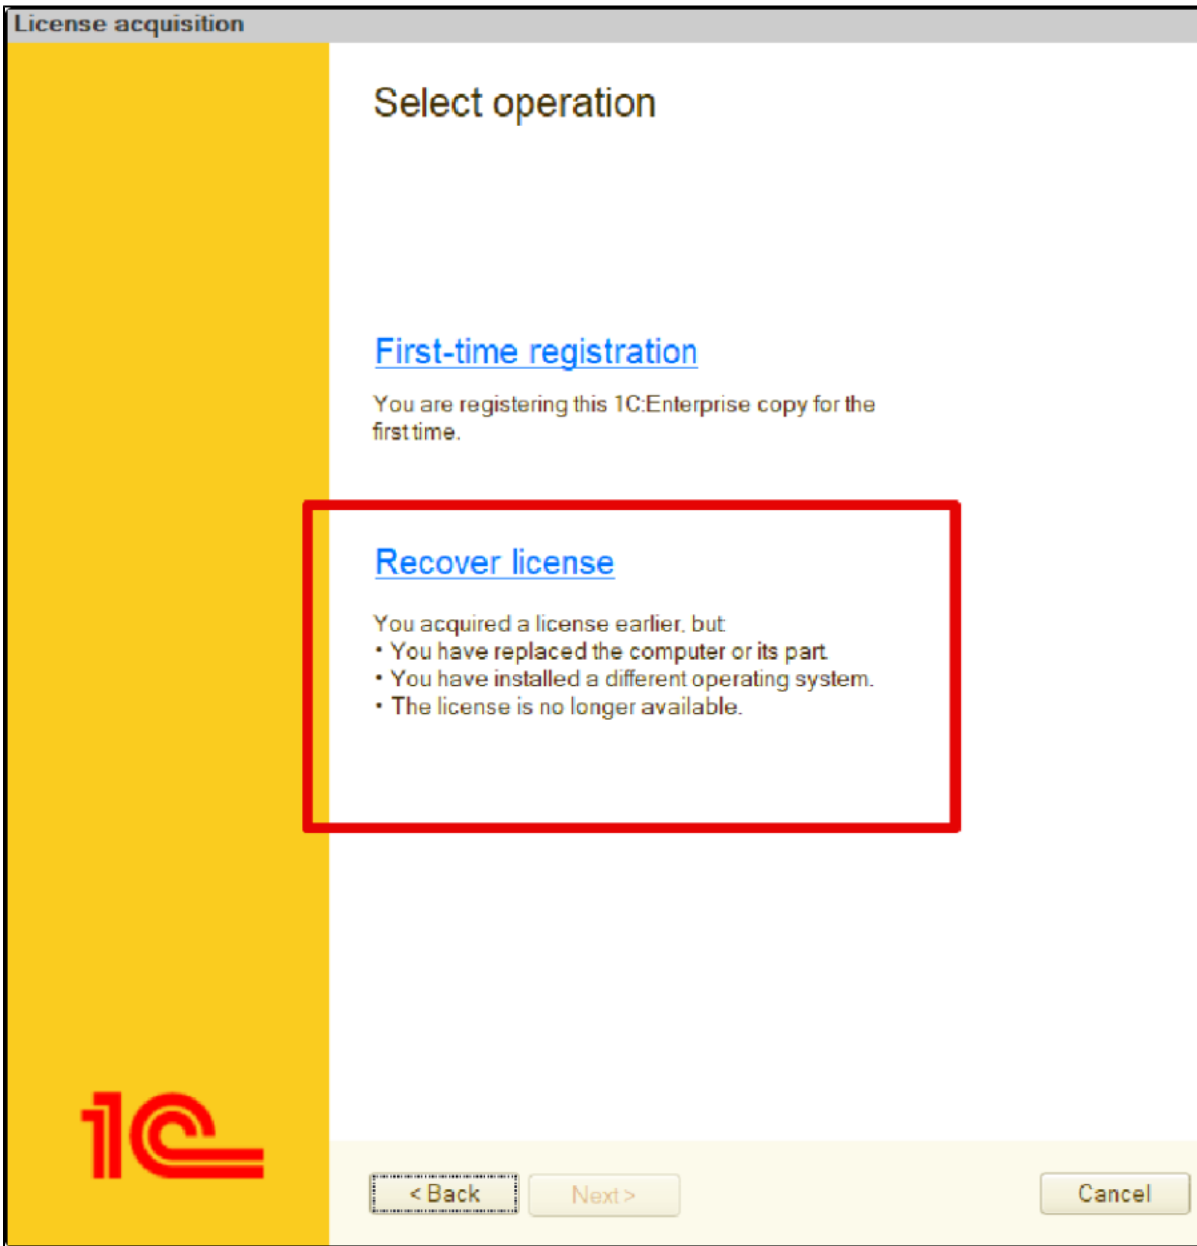 License acquisition
Select operation
First-time registration
You are registering this 1C:Enterprise copy for the
first time.
Recover license
You acquired a license earlier, but
• You have replaced the computer or its part.
• You have installed a different operating system.
• The license is no longer available.
1C
< Back
Next >
Cancel